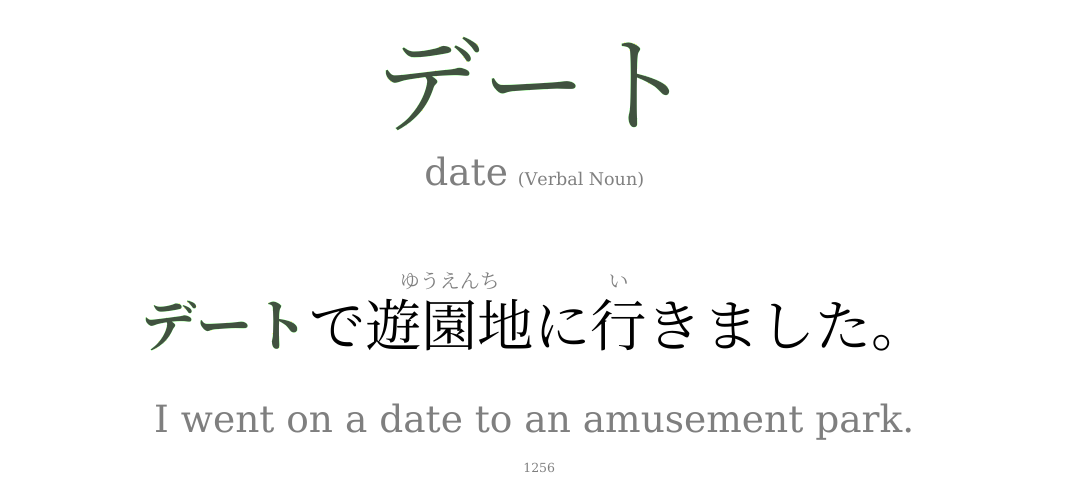 デート
date (Verbal Noun)
ゆうえんち い
デートで遊園地に行きました。
I went on a date to an amusement park.
1256